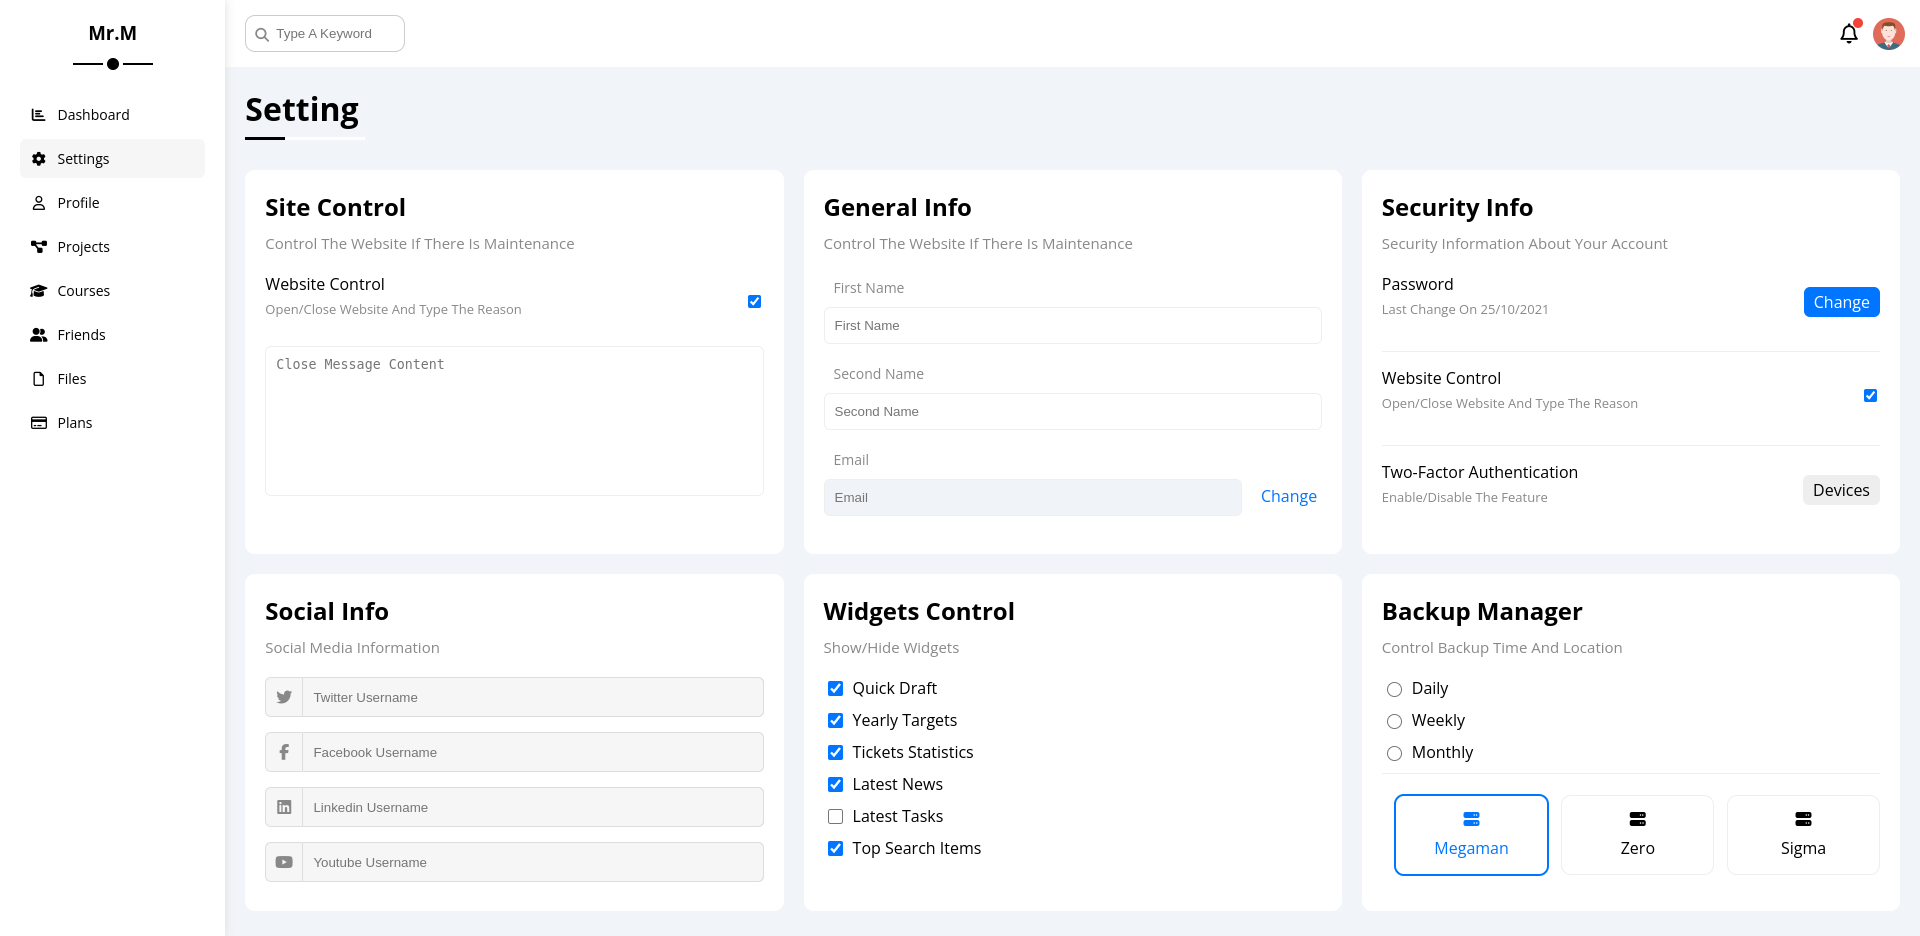 Mr.M
Dashboard
Settings
Profile
Projects
Courses
Friends
Files
Plans
Type A Keyword
Setting
Site Control
Control The Website If There Is Maintenance
Website Control
Open/Close Website And Type The Reason
Close Message Content
General Info
Control The Website If There Is Maintenance
First Name
First Name
Second Name
Second Name
Email
Email
Change
Security Info
Security Information About Your Account
Password
Last Change On 25/10/2021
Change
Website Control
Open/Close Website And Type The Reason
Two-Factor Authentication
Enable/Disable The Feature
Devices
Social Info
Social Media Information
Twitter Username
Facebook Username
Linkedin Username
Youtube Username
Widgets Control
Show/Hide Widgets
Quick Draft
Yearly Targets
Tickets Statistics
Latest News
Latest Tasks
Top Search Items
Backup Manager
Control Backup Time And Location
Daily
Weekly
Monthly
Megaman
Zero
Sigma